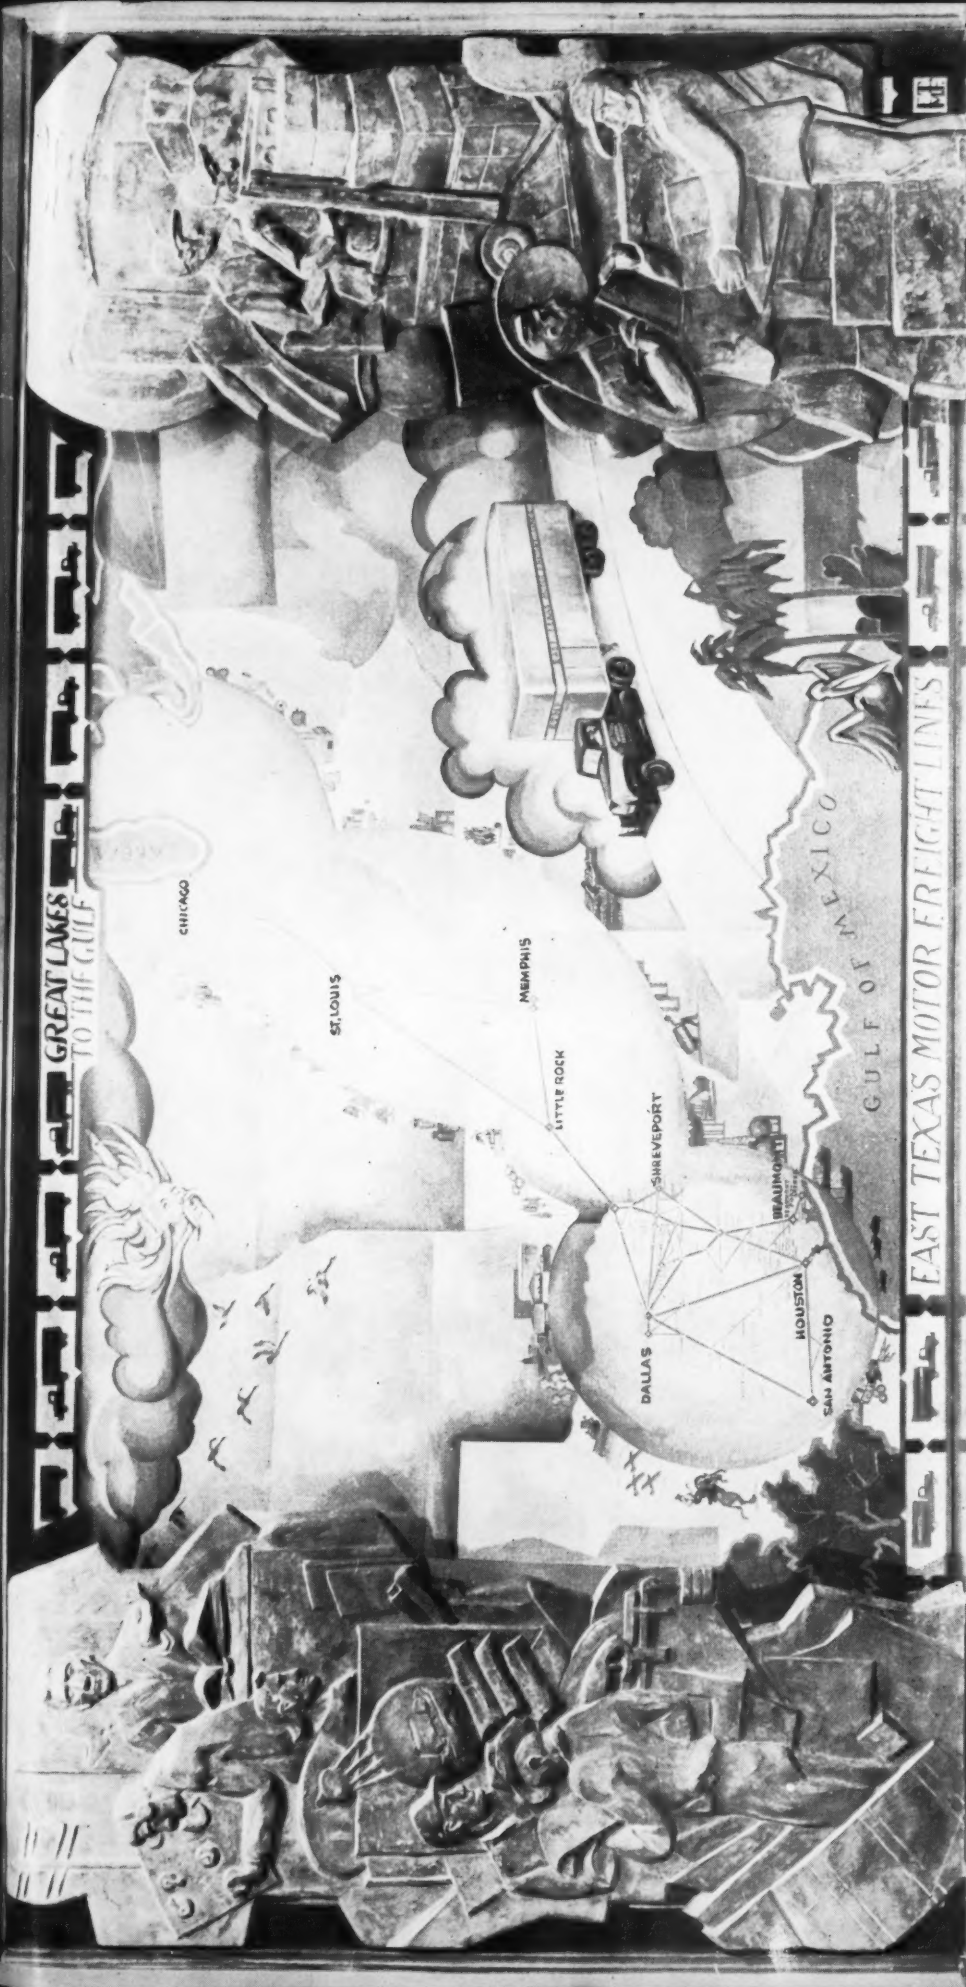 GREAT LAKES
TO THE GULF
CHICAGO
ST. LOUIS
MEMPHIS
LITTLE ROCK
SHREVEPORT
DALLAS
BEAUMONT
HOUSTON
SAN ANTONIO
GULF OF MEXICO
EAST TEXAS MOTOR FREIGHT LINES